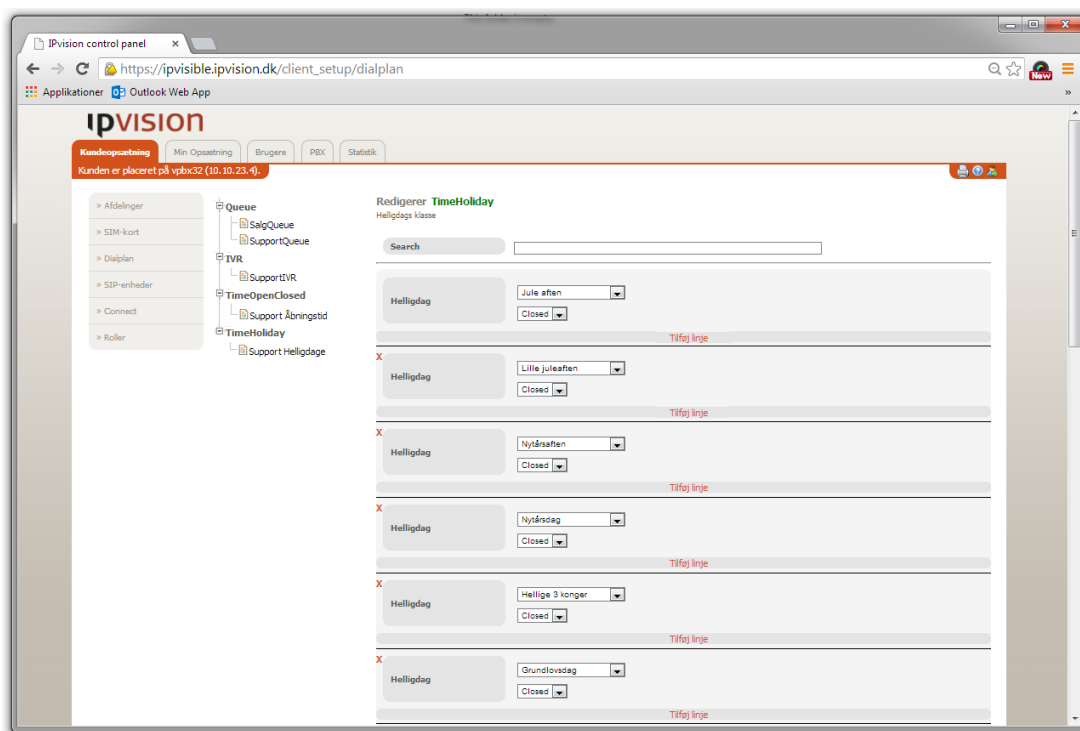 IPvision control panel x
https://ipvisible.ipvision.dk/client_setup/dialplan
New
Applikationer Outlook Web App »
IPVISION
Kundeopsætning Min Opsætning Brugere PBX Statistik
Kunden er placeret på vpbx32 (10.10.23.4).
» Afdelinger
» SIM-kort
» Dialplan
» SIP-enheder
» Connect
» Roller
Queue
SalgQueue
SupportQueue
IVR
SupportIVR
TimeOpenClosed
Support Åbningstid
TimeHoliday
Support Helligdage
Redigerer TimeHoliday
Helligdags klasse
Search
Helligdag
Jule aften
Closed
Tilføj linje
X
Helligdag
Lille juleaften
Closed
Tilføj linje
X
Helligdag
Nytårsaften
Closed
Tilføj linje
X
Helligdag
Nytårsdag
Closed
Tilføj linje
X
Helligdag
Hellige 3 konger
Closed
Tilføj linje
X
Helligdag
Grundlovsdag
Closed
Tilføj linje